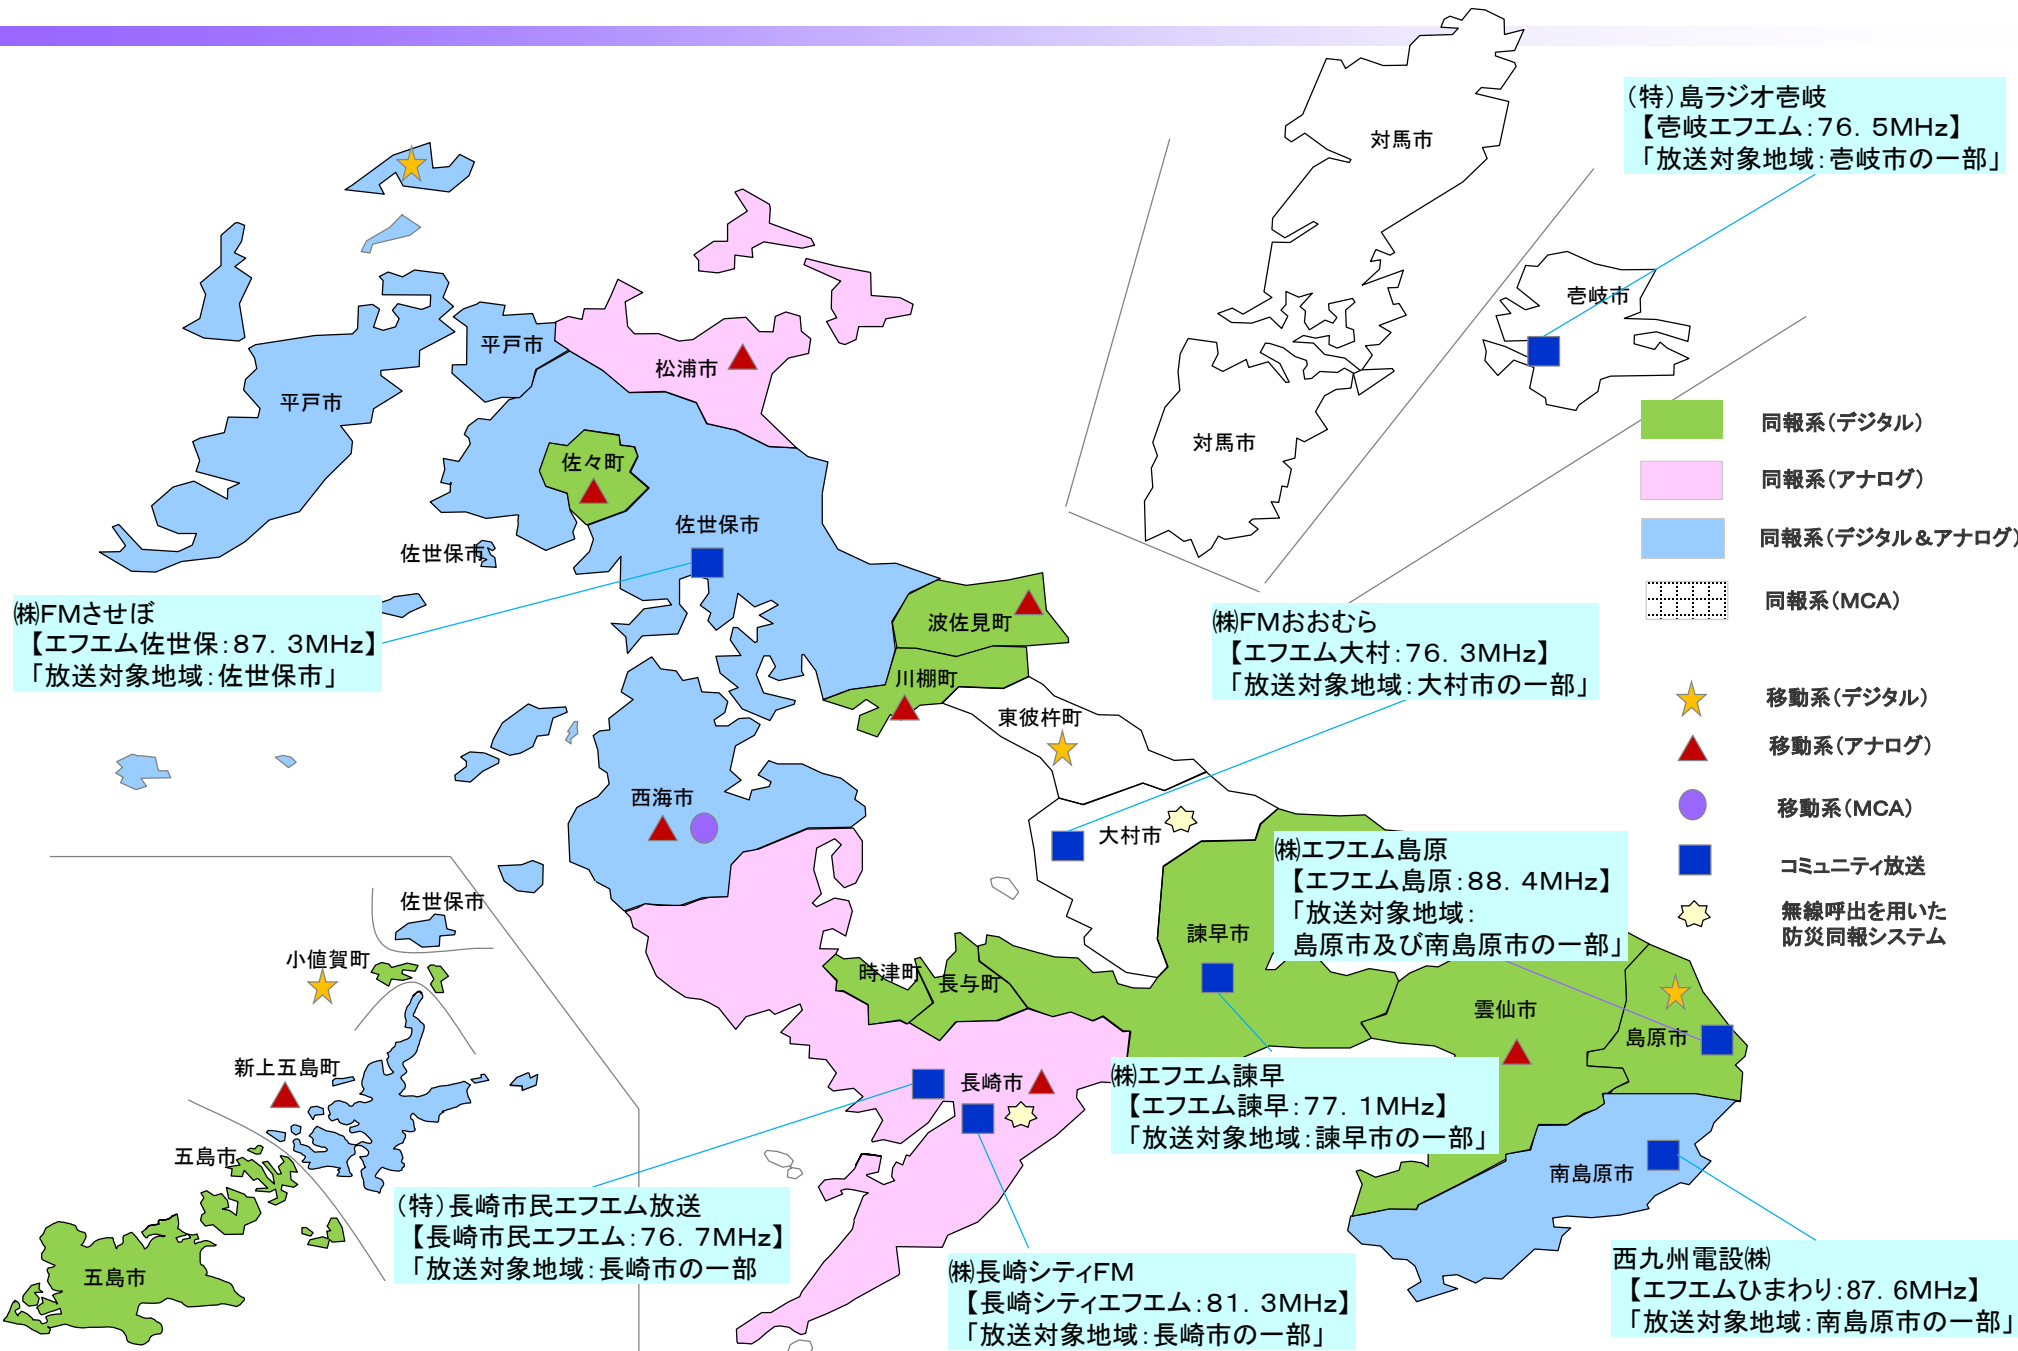 (特)島ラジオ壱岐
【壱岐エフエム:76.5MHz】
「放送対象地域:壱岐市の一部」
対馬市
壱岐市
対馬市
平戸市
平戸市
松浦市
佐々町
佐世保市
佐世保市
㈱FMさせぼ
【エフエム佐世保:87.3MHz】
「放送対象地域:佐世保市」
波佐見町
川棚町
東彼杵町
㈱FMおおむら
【エフエム大村:76.3MHz】
「放送対象地域:大村市の一部」
西海市
大村市
㈱エフエム島原
【エフエム島原:88.4MHz】
「放送対象地域:
島原市及び南島原市の一部」
同報系(デジタル)
同報系(アナログ)
同報系(デジタル&アナログ)
同報系(MCA)
移動系(デジタル)
移動系(アナログ)
移動系(MCA)
コミュニティ放送
無線呼出を用いた
防災同報システム
佐世保市
小値賀町
新上五島町
五島市
五島市
時津町
長与町
諫早市
雲仙市
島原市
長崎市
南島原市
㈱エフエム諫早
【エフエム諫早:77.1MHz】
「放送対象地域:諫早市の一部」
(特)長崎市民エフエム放送
【長崎市民エフエム:76.7MHz】
「放送対象地域:長崎市の一部
㈱長崎シティFM
【長崎シティエフエム:81.3MHz】
「放送対象地域:長崎市の一部」
西九州電設㈱
【エフエムひまわり:87.6MHz】
「放送対象地域:南島原市の一部」